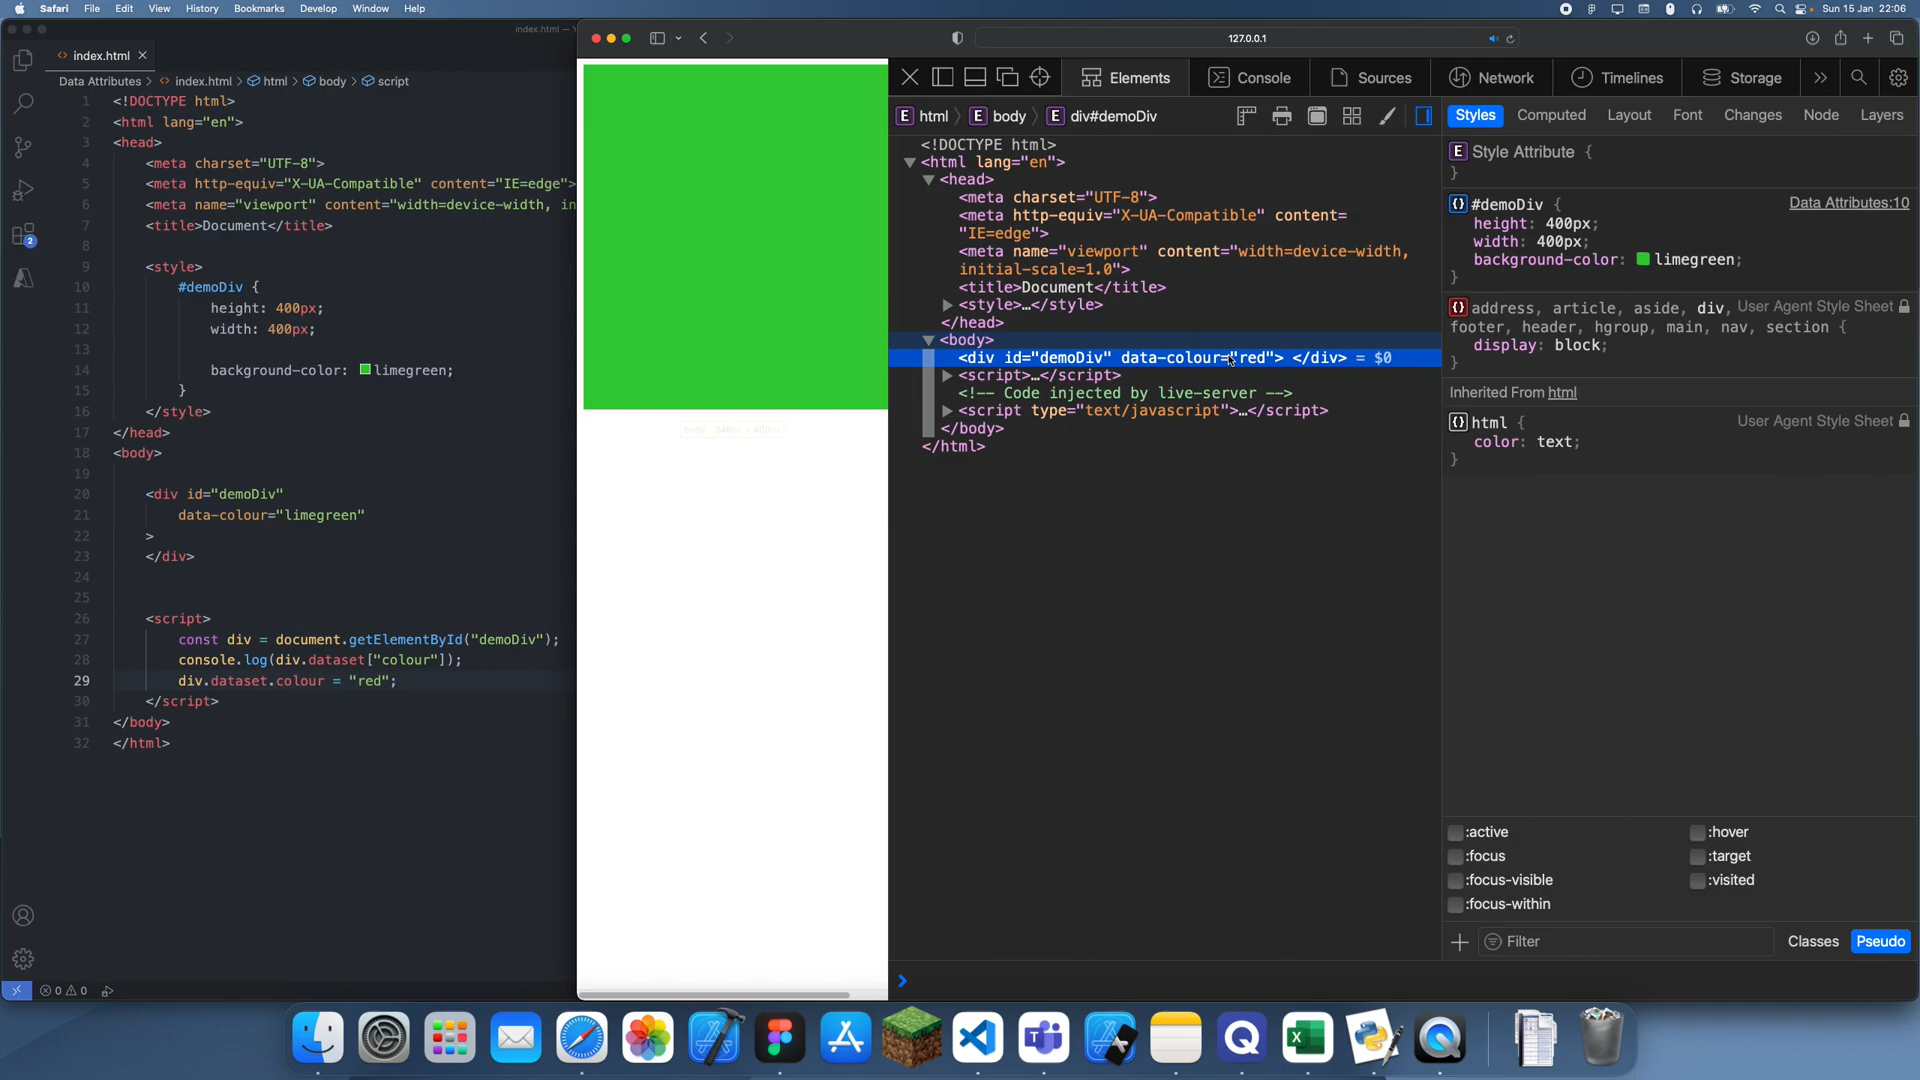 Safari File Edit View History Bookmarks Develop Window Help
Sun 15 Jan 22:06
index.html — Y
index.html
Data Attributes > index.html > html > body > script
1 <!DOCTYPE html>
2 <html lang="en">
3 <head>
4 <meta charset="UTF-8">
5 <meta http-equiv="X-UA-Compatible" content="IE=edge">
6 <meta name="viewport" content="width=device-width, in
7 <title>Document</title>
8
9 <style>
10 #demoDiv {
11 height: 400px;
12 width: 400px;
13
14 background-color: limegreen;
15 }
16 </style>
17 </head>
18 <body>
19
20 <div id="demoDiv"
21 data-colour="limegreen"
22 >
23 </div>
24
25
26 <script>
27 const div = document.getElementById("demoDiv");
28 console.log(div.dataset["colour"]);
29 div.dataset.colour = "red";
30 </script>
31 </body>
32 </html>
2
0 0
127.0.0.1
Elements Console Sources Network Timelines Storage
E html E body E div#demoDiv
<!DOCTYPE html>
<html lang="en">
<head>
<meta charset="UTF-8">
<meta http-equiv="X-UA-Compatible" content=
"IE=edge">
<meta name="viewport" content="width=device-width,
initial-scale=1.0">
<title>Document</title>
<style>…</style>
</head>
<body>
<div id="demoDiv" data-colour="red"> </div> = $0
<script>…</script>
<!-- Code injected by live-server -->
<script type="text/javascript">…</script>
</body>
</html>
Styles Computed Layout Font Changes Node Layers
E Style Attribute {
}
{} #demoDiv { Data Attributes:10
height: 400px;
width: 400px;
background-color: limegreen;
}
{} address, article, aside, div, User Agent Style Sheet
footer, header, hgroup, main, nav, section {
display: block;
}
Inherited From html
{} html { User Agent Style Sheet
color: text;
}
:active :hover
:focus :target
:focus-visible :visited
:focus-within
Filter Classes Pseudo